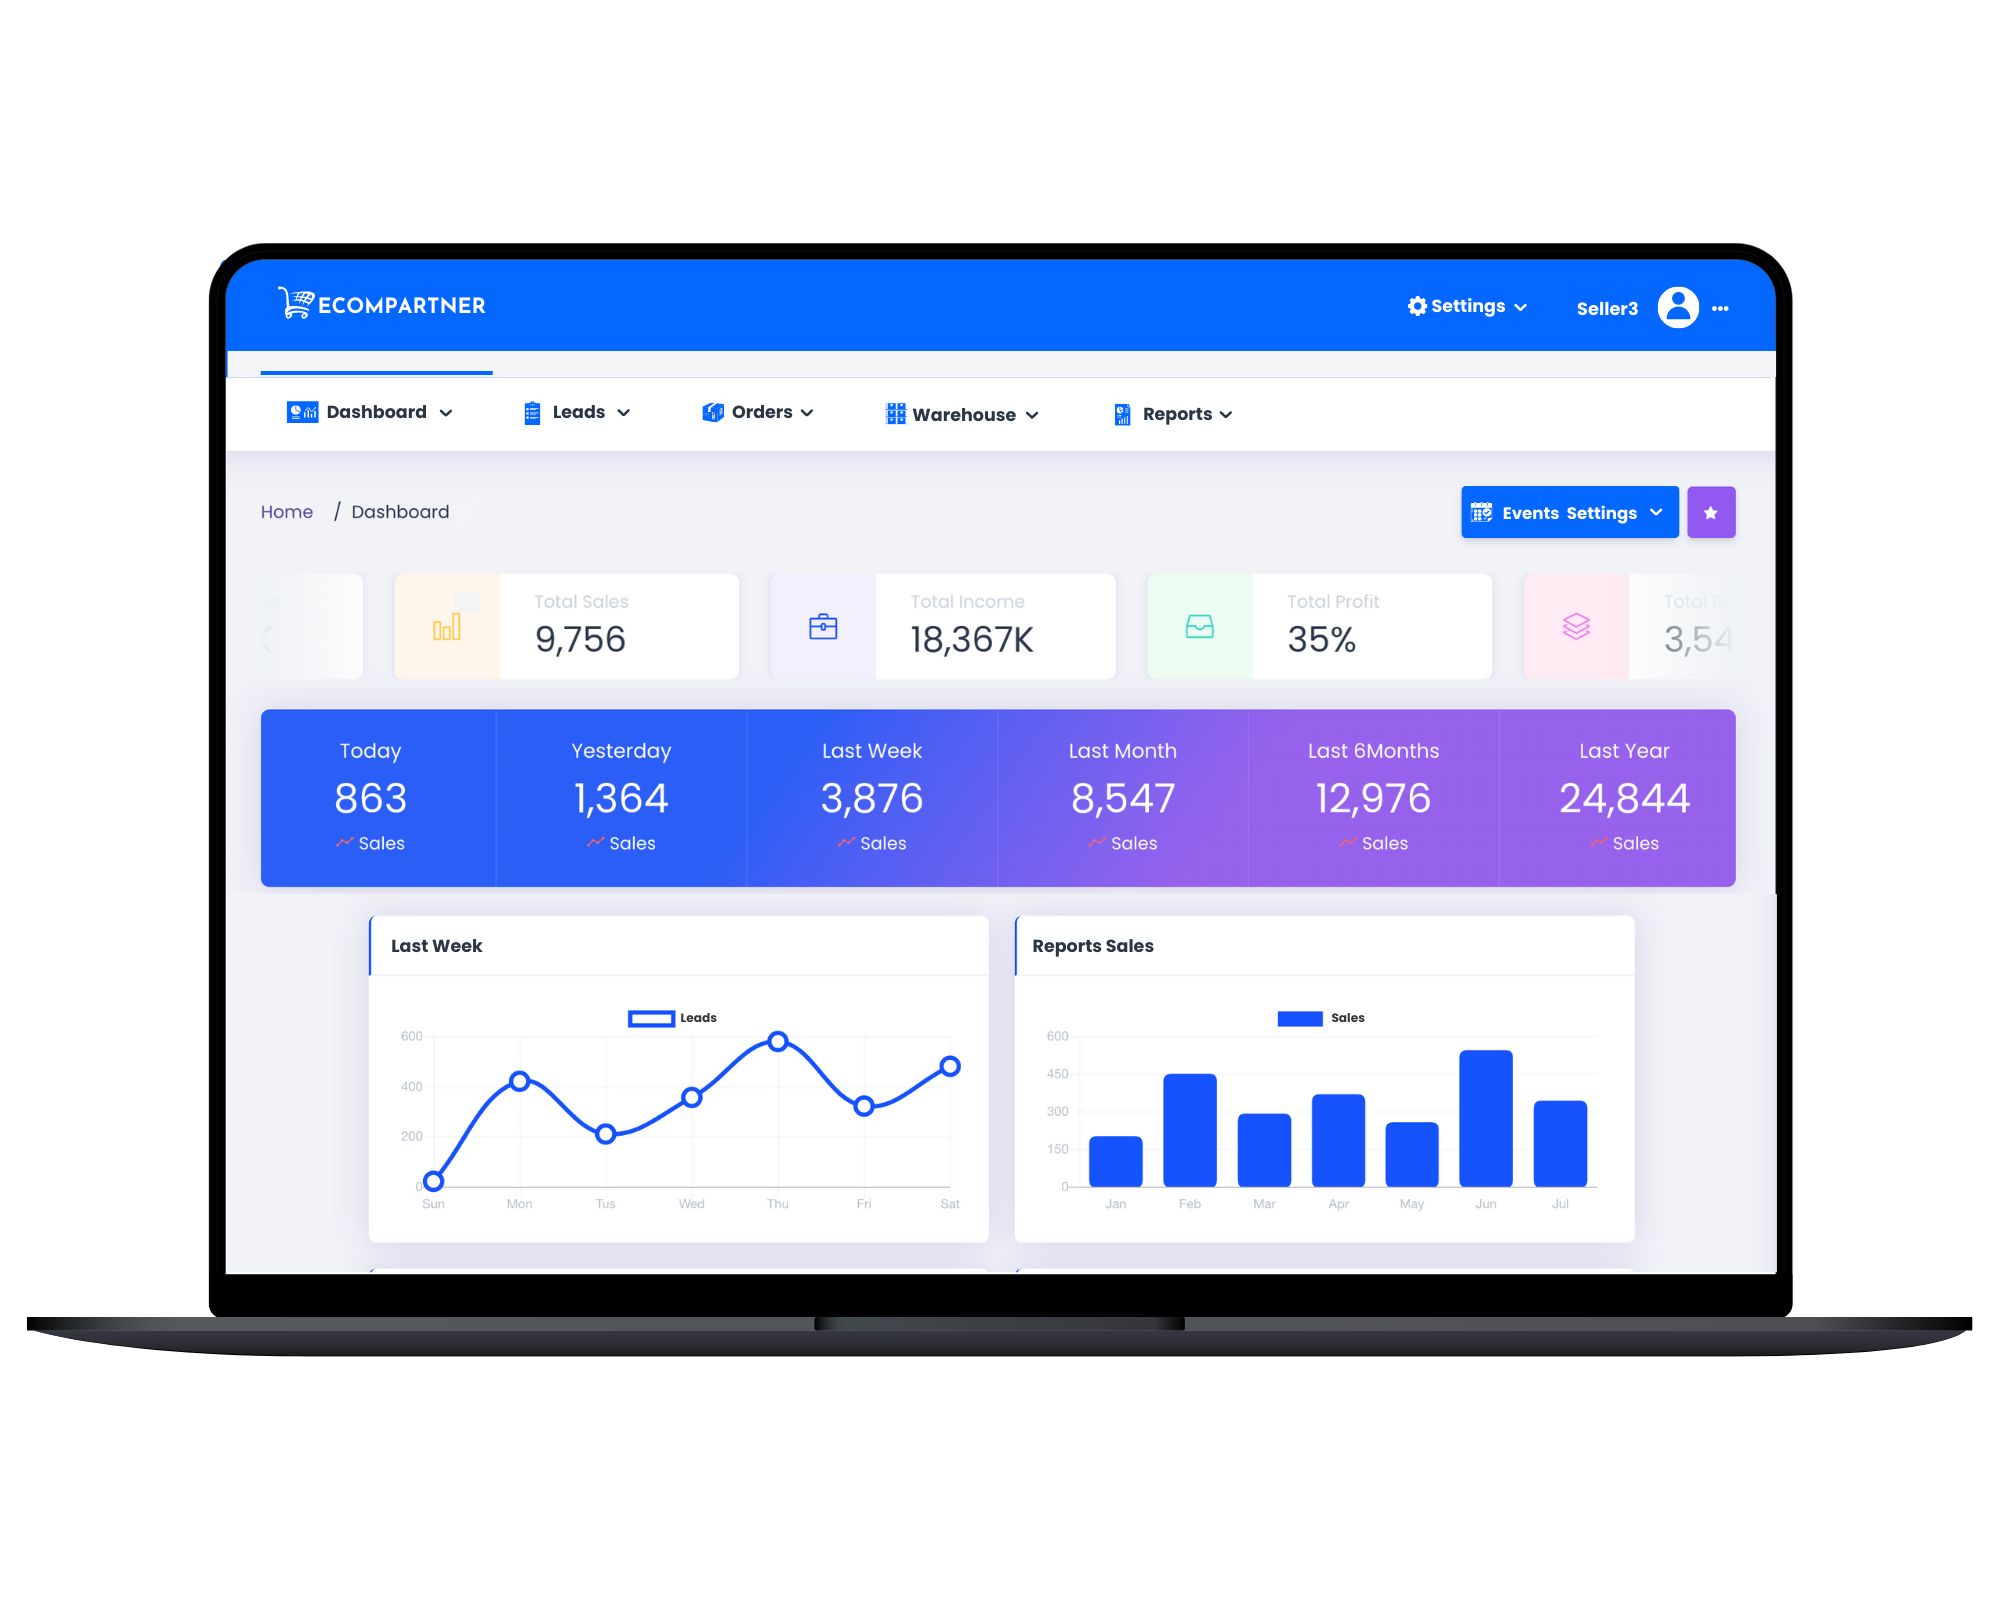 ECOMPARTNER
Settings
Seller3
Dashboard
Leads
Orders
Warehouse
Reports
Home / Dashboard
Events Settings
Total Sales
9,756
Total Income
18,367K
Total Profit
35%
Total
3,54
Today
863
Sales
Yesterday
1,364
Sales
Last Week
3,876
Sales
Last Month
8,547
Sales
Last 6Months
12,976
Sales
Last Year
24,844
Sales
Last Week
Leads
600
400
200
0
Sun Mon Tus Wed Thu Fri Sat
Reports Sales
Sales
600
450
300
150
0
Jan Feb Mar Apr May Jun Jul